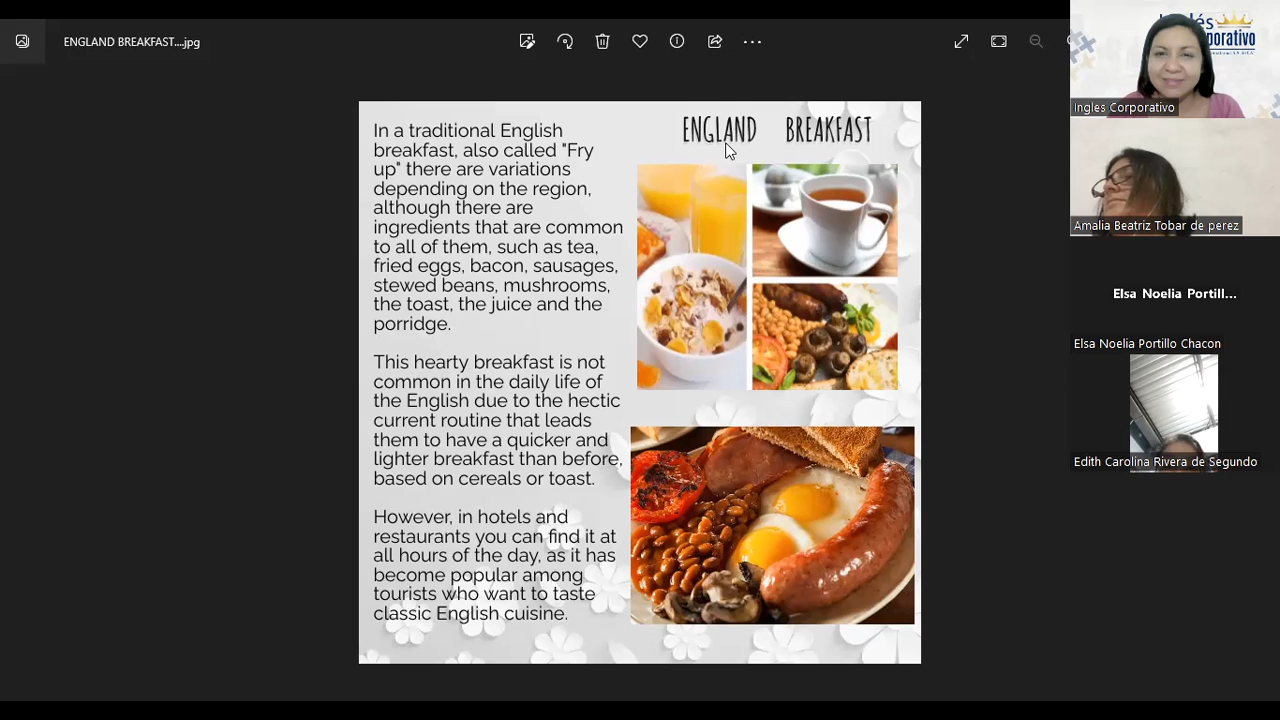 ENGLAND BREAKFAST....jpg
ENGLAND BREAKFAST
In a traditional English
breakfast, also called "Fry
up" there are variations
depending on the region,
although there are
ingredients that are common
to all of them, such as tea,
fried eggs, bacon, sausages,
stewed beans, mushrooms,
the toast, the juice and the
porridge.
This hearty breakfast is not
common in the daily life of
the English due to the hectic
current routine that leads
them to have a quicker and
lighter breakfast than before,
based on cereals or toast.
However, in hotels and
restaurants you can find it at
all hours of the day, as it has
become popular among
tourists who want to taste
classic English cuisine.
Ingles Corporativo
Amalia Beatriz Tobar de perez
Elsa Noelia Portill...
Elsa Noelia Portillo Chacon
Edith Carolina Rivera de Segundo